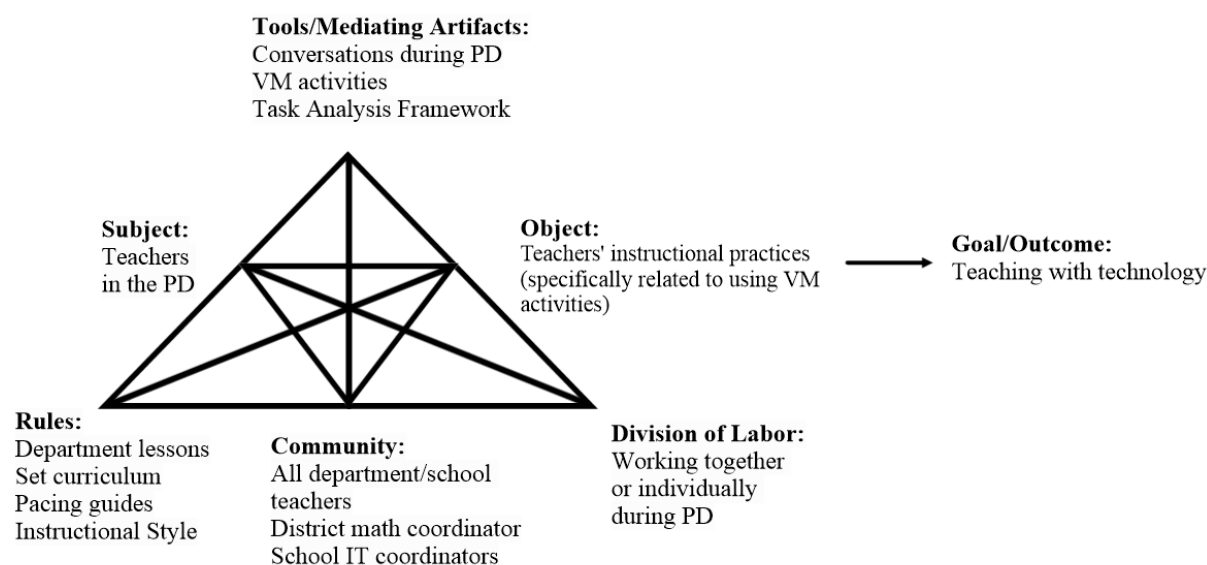 Tools/Mediating Artifacts:
Conversations during PD
VM activities
Task Analysis Framework
Subject:
Teachers
in the PD
Object:
Teachers' instructional practices
(specifically related to using VM
activities)
Goal/Outcome:
Teaching with technology
Rules:
Department lessons
Set curriculum
Pacing guides
Instructional Style
Community:
All department/school
teachers
District math coordinator
School IT coordinators
Division of Labor:
Working together
or individually
during PD